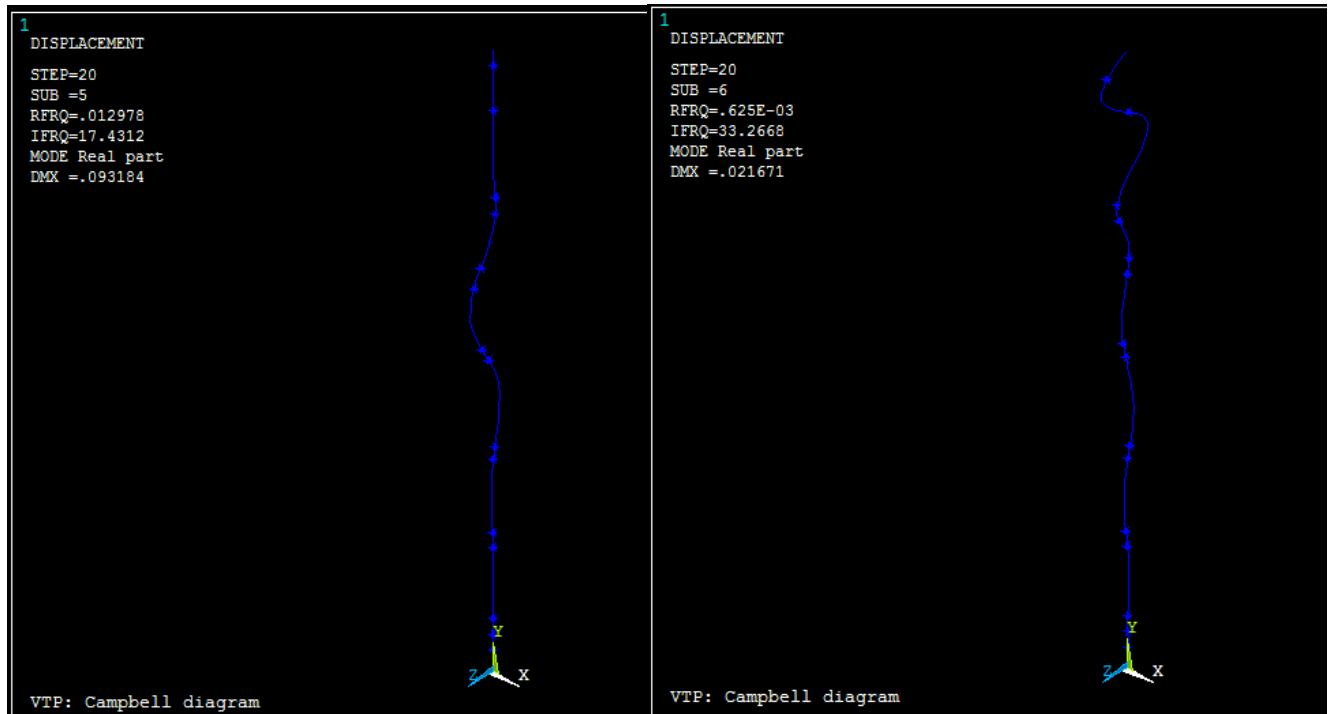 1
DISPLACEMENT
STEP=20
SUB =5
RFRQ=.012978
IFRQ=17.4312
MODE Real part
DMX =.093184
Y
Z
X
VTP: Campbell diagram
1
DISPLACEMENT
STEP=20
SUB =6
RFRQ=.625E-03
IFRQ=33.2668
MODE Real part
DMX =.021671
Y
Z
X
VTP: Campbell diagram